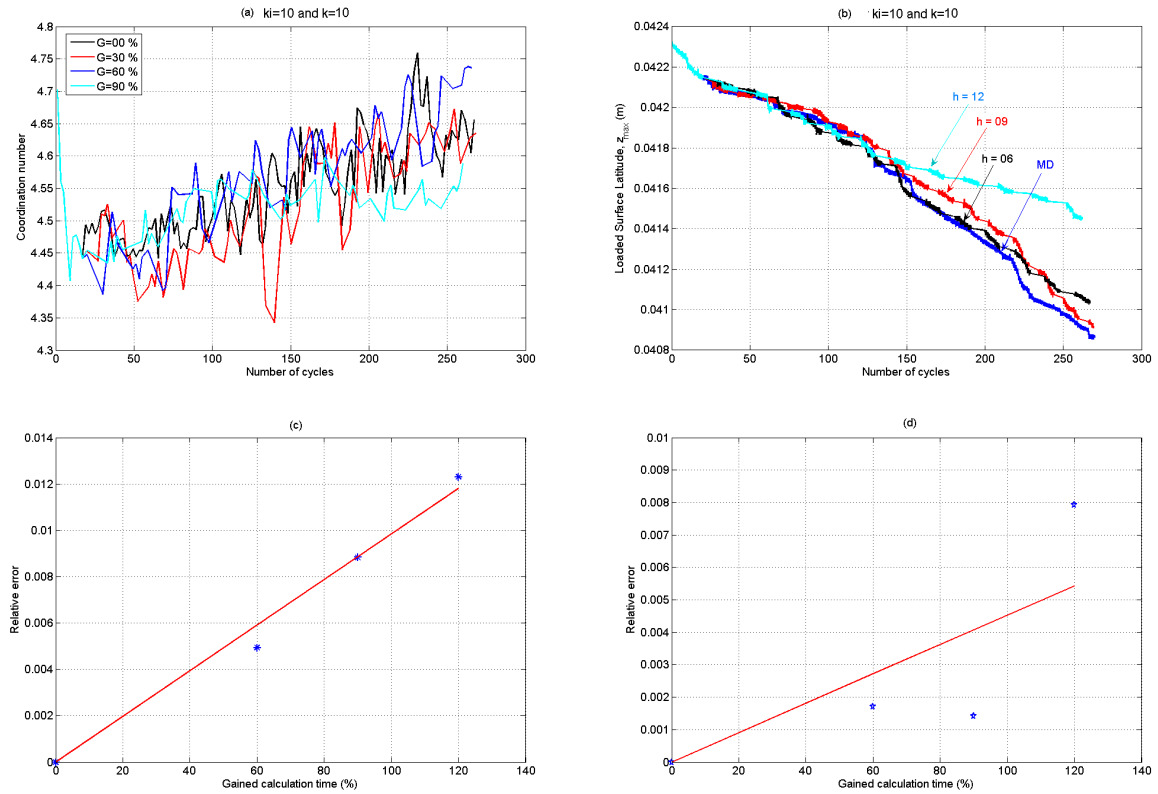 (a) ki=10 and k=10
4.8
4.75
4.7
4.65
4.6
4.55
4.5
4.45
4.4
4.35
4.3
Coordination number
G=00 %
G=30 %
G=60 %
G=90 %
0 50 100 150 200 250 300
Number of cycles
(b) ki=10 and k=10
0.0424
0.0422
0.042
0.0418
0.0416
0.0414
0.0412
0.041
0.0408
Loaded Surface Latitude, zmax (m)
h = 12
h = 09
h = 06
MD
0 50 100 150 200 250 300
Number of cycles
(c)
0.014
0.012
0.01
0.008
0.006
0.004
0.002
0
Relative error
0 20 40 60 80 100 120 140
Gained calculation time (%)
(d)
0.01
0.009
0.008
0.007
0.006
0.005
0.004
0.003
0.002
0.001
0
Relative error
0 20 40 60 80 100 120 140
Gained calculation time (%)